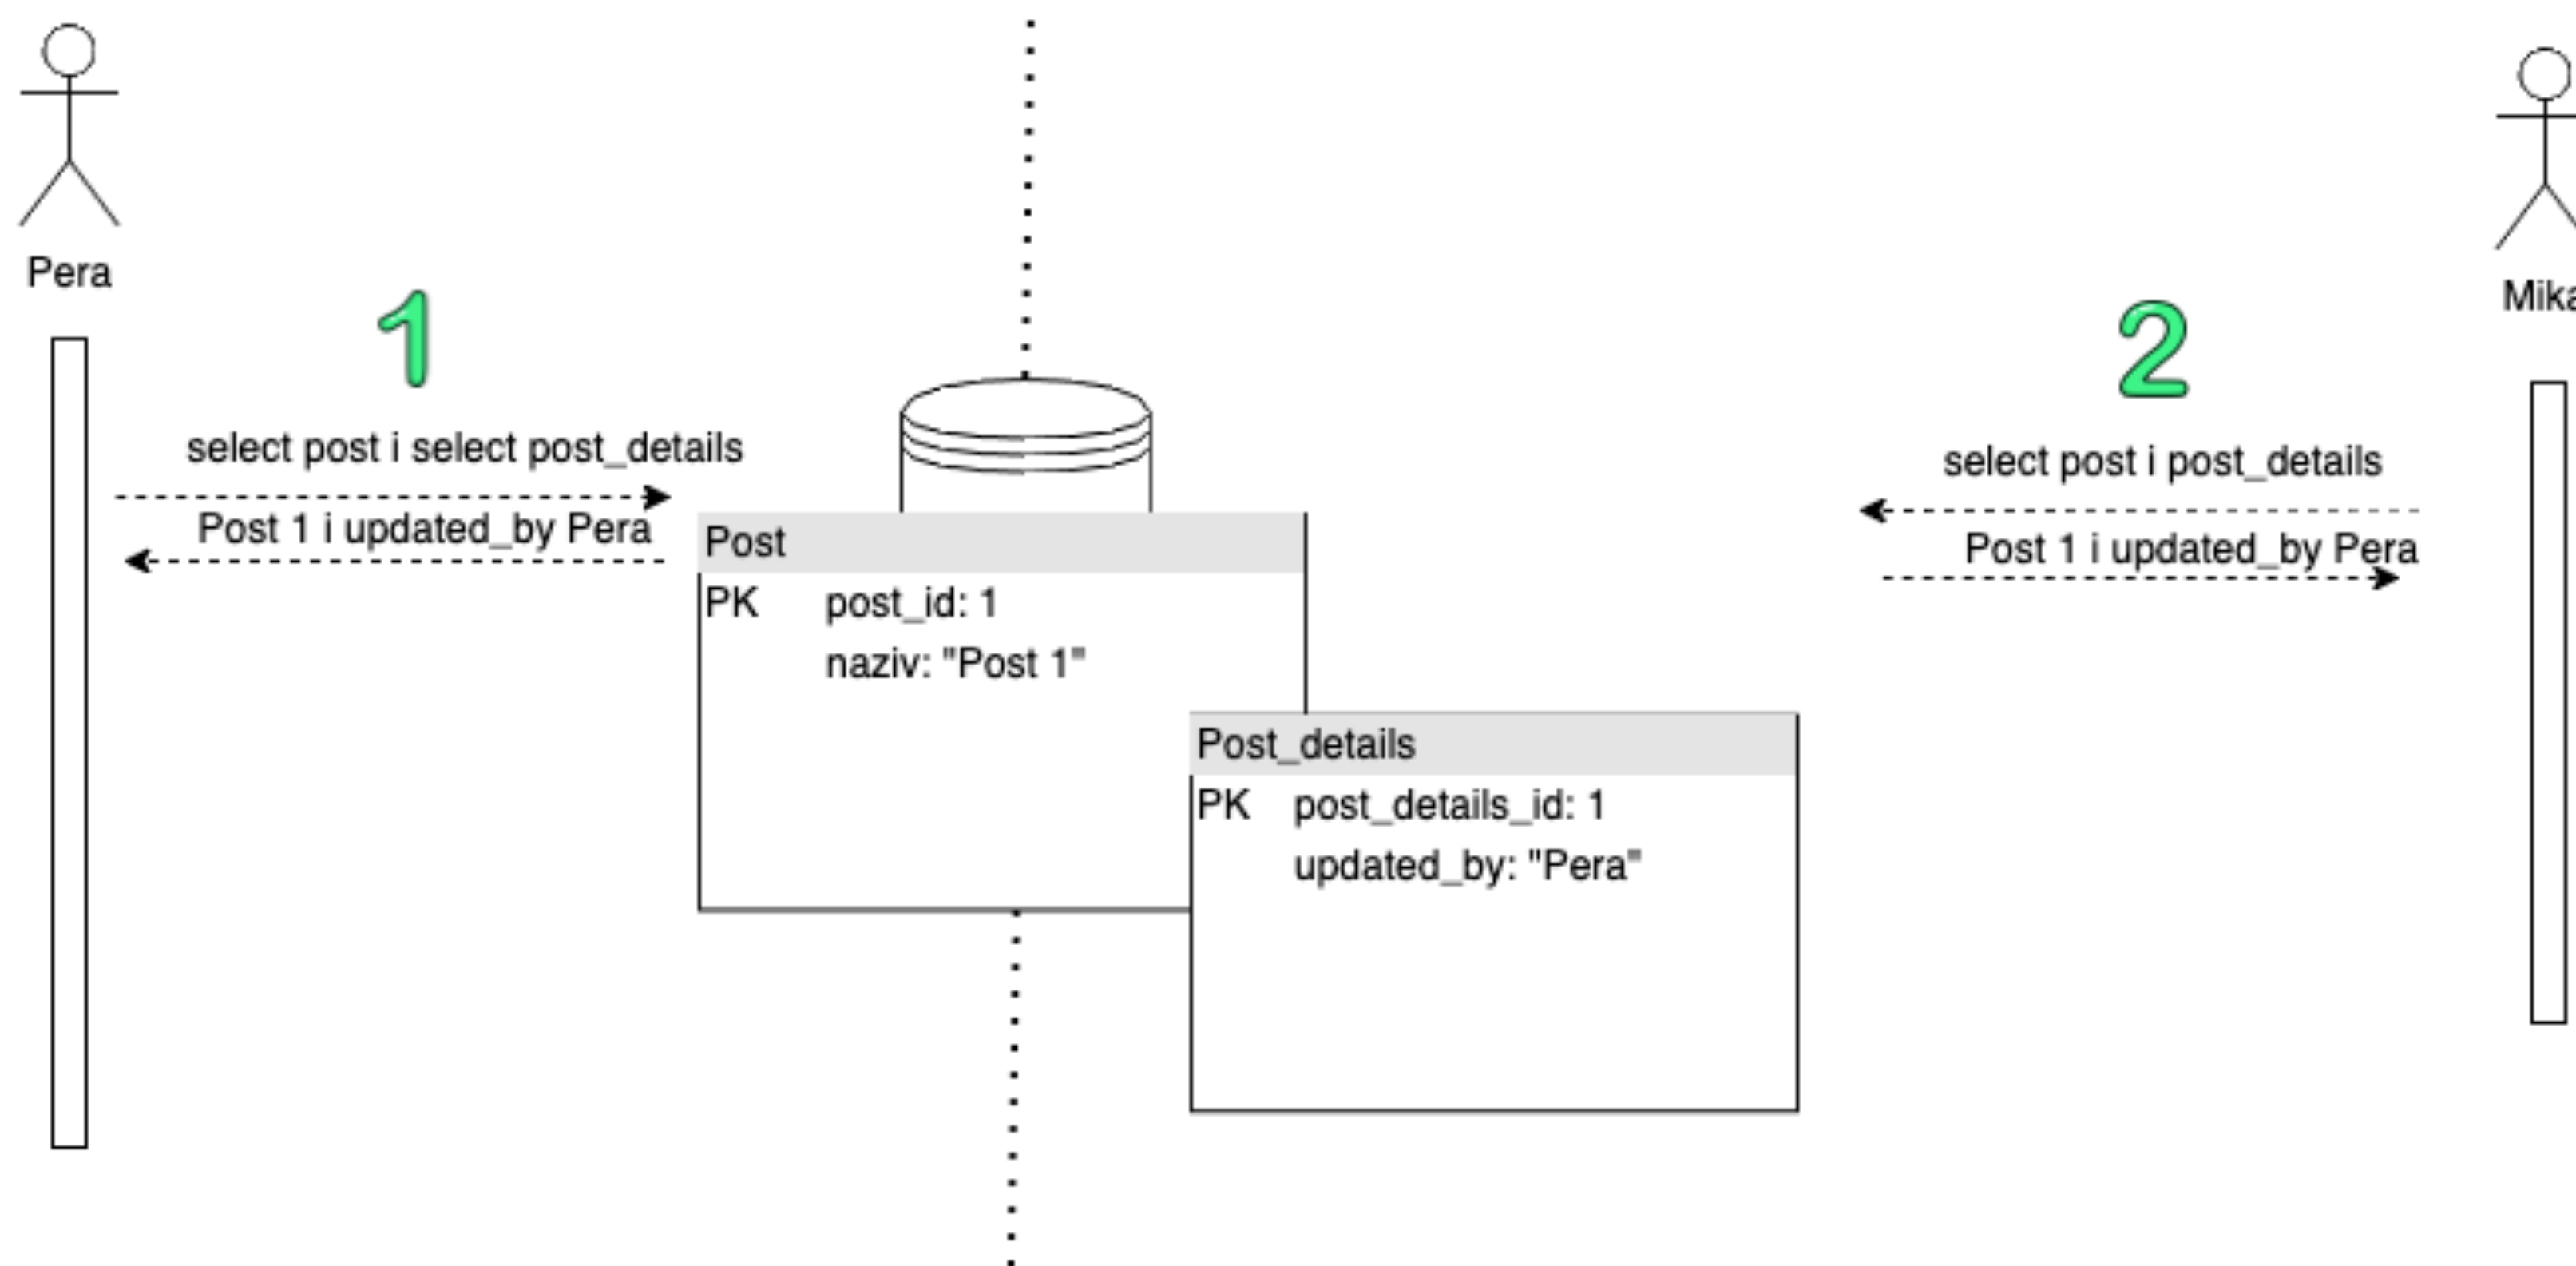 Pera
1
select post i select post_details
Post 1 i updated_by Pera
Post
PK post_id: 1
naziv: "Post 1"
Post_details
PK post_details_id: 1
updated_by: "Pera"
Mika
2
select post i post_details
Post 1 i updated_by Pera